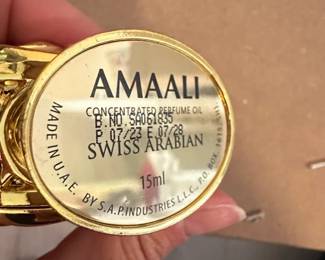 AMAALI
CONCENTRATED PERFUME OIL
B.NO.SA061835
P 07/23 E 07/28
SWISS ARABIAN
15ml
MADE IN U.A.E. BY S.A.P.INDUSTRIES L.L.C., P.O. BOX.